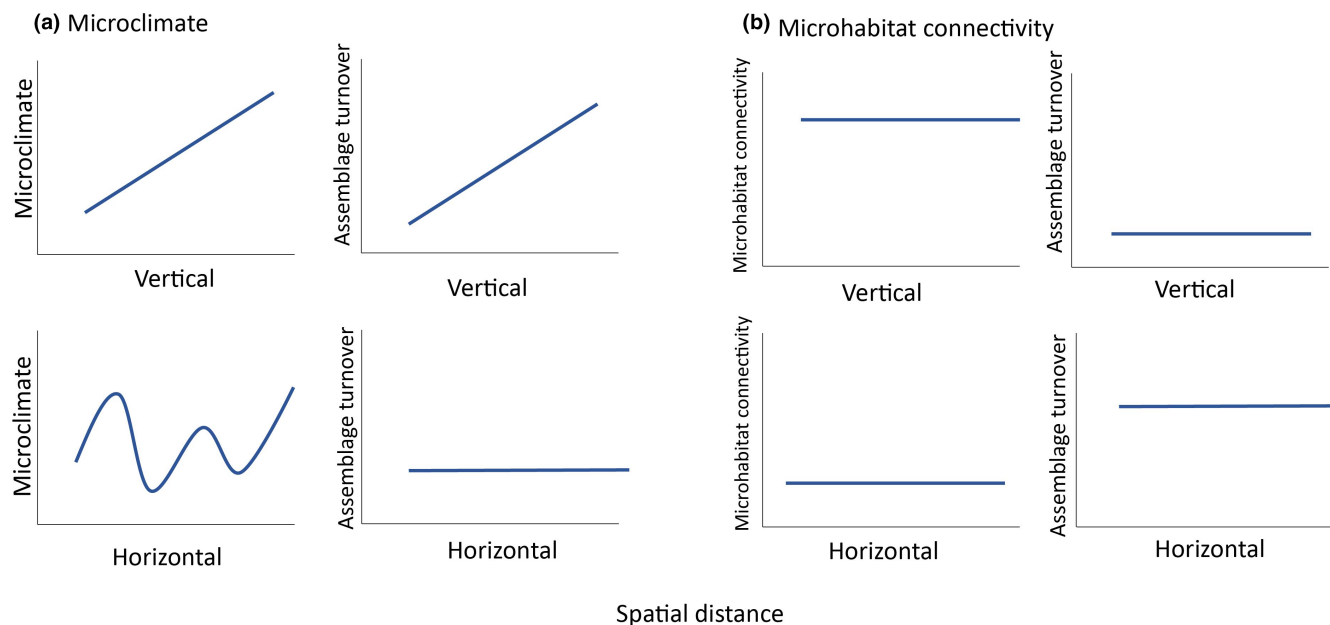 (a) Microclimate
Microclimate
Vertical
Assemblage turnover
Vertical
Microclimate
Horizontal
Assemblage turnover
Horizontal
(b) Microhabitat connectivity
Microhabitat connectivity
Vertical
Assemblage turnover
Vertical
Microhabitat connectivity
Horizontal
Assemblage turnover
Horizontal
Spatial distance